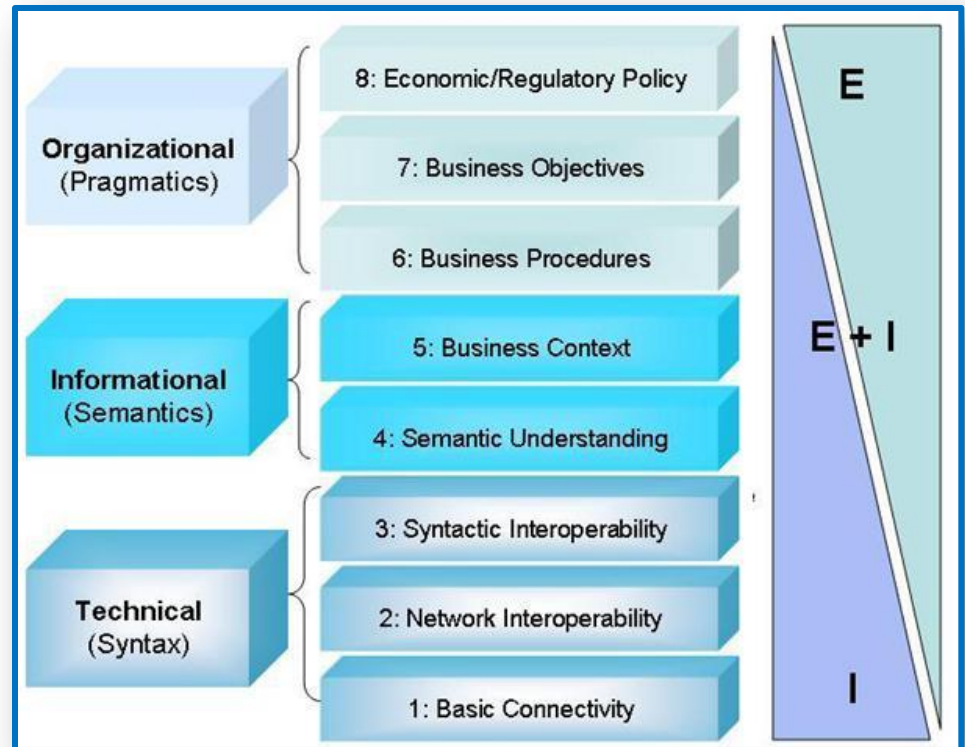 Organizational
(Pragmatics)
8: Economic/Regulatory Policy
7: Business Objectives
6: Business Procedures
Informational
(Semantics)
5: Business Context
4: Semantic Understanding
Technical
(Syntax)
3: Syntactic Interoperability
2: Network Interoperability
1: Basic Connectivity
E
E + I
I